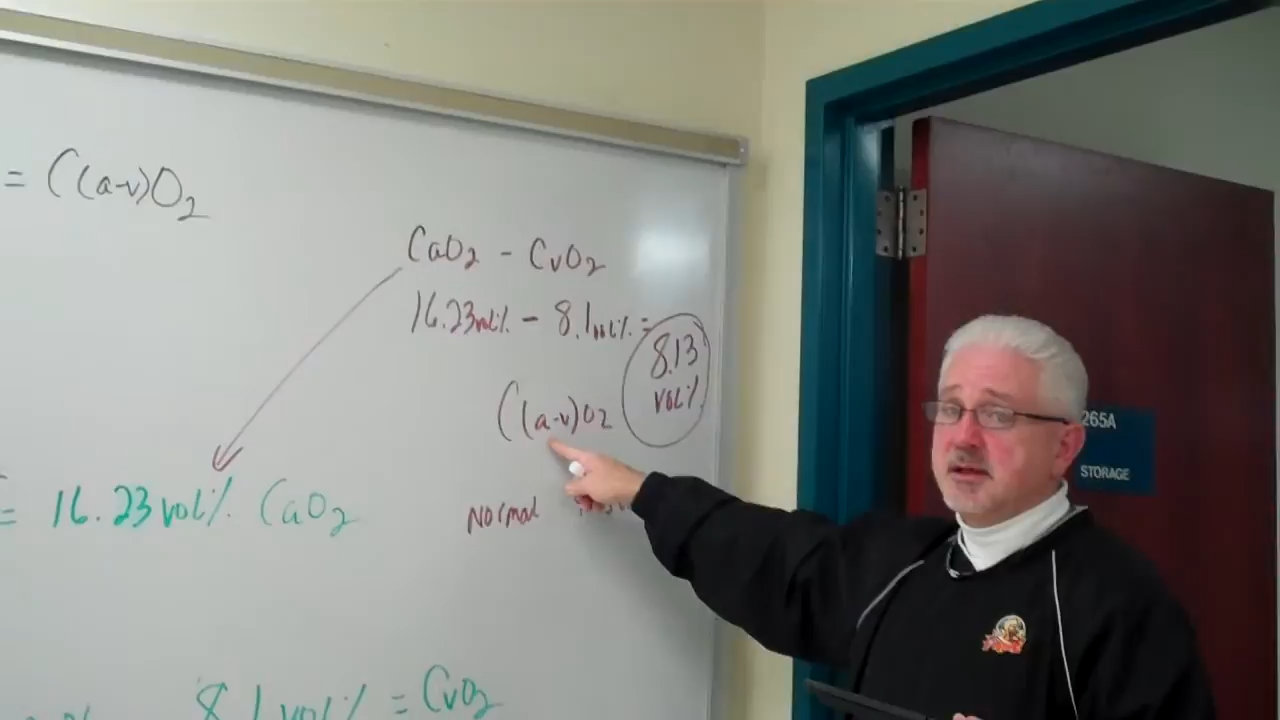 = C(a-v)O2
CaO2 - CvO2
16.23 vol% - 8.1 vol% =
8.13
vol%
C(a-v)O2
265A
STORAGE
= 16.23 vol% CaO2
Normal
8.1 vol% = CvO2